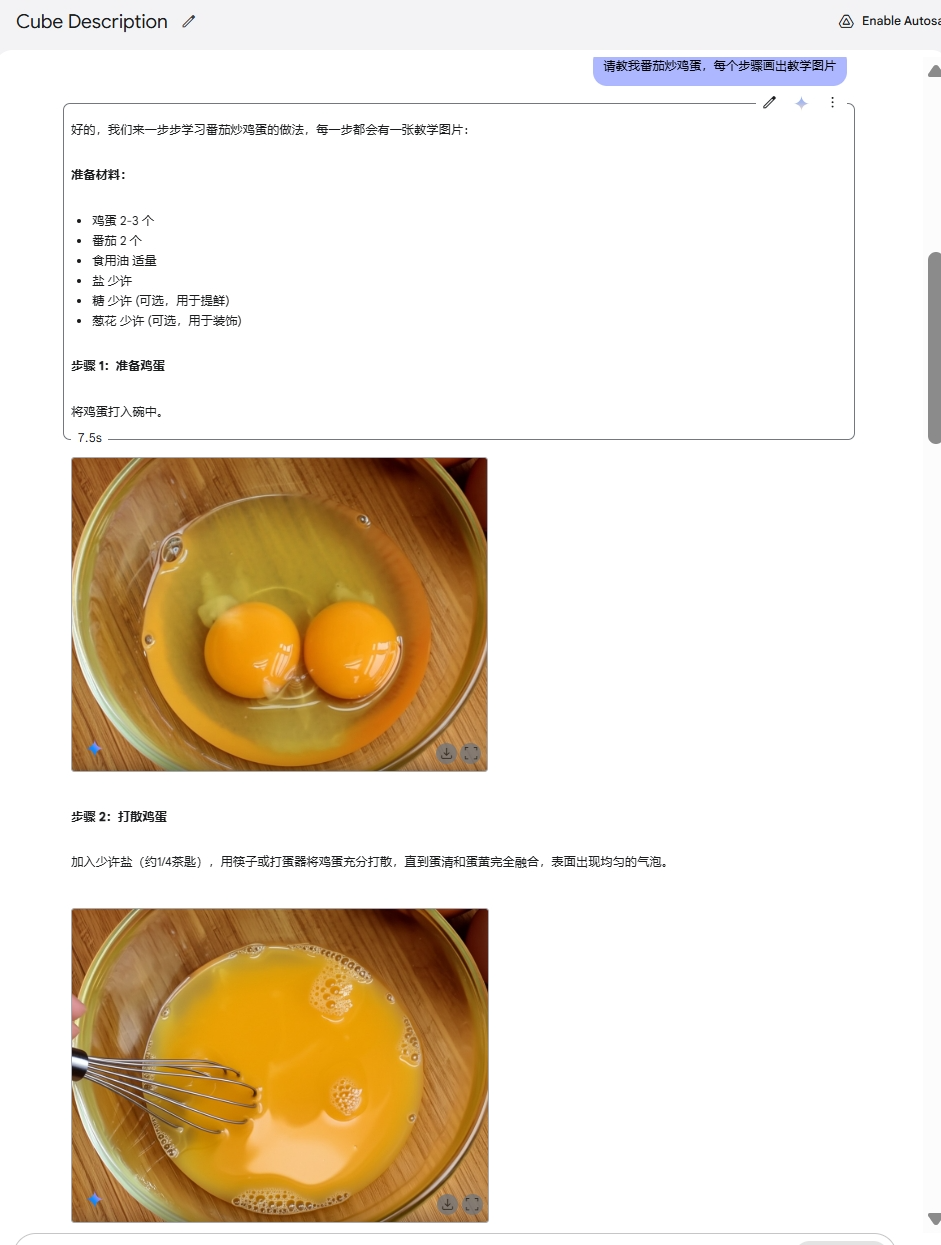 Cube Description
Enable Autosa
请教我番茄炒鸡蛋，每个步骤画出教学图片
好的，我们来一步步学习番茄炒鸡蛋的做法，每一步都会有一张教学图片：
准备材料：
鸡蛋 2-3 个
番茄 2 个
食用油 适量
盐 少许
糖 少许 (可选，用于提鲜)
葱花 少许 (可选，用于装饰)
步骤 1：准备鸡蛋
将鸡蛋打入碗中。
7.5s
步骤 2：打散鸡蛋
加入少许盐（约1/4茶匙），用筷子或打蛋器将鸡蛋充分打散，直到蛋清和蛋黄完全融合，表面出现均匀的气泡。